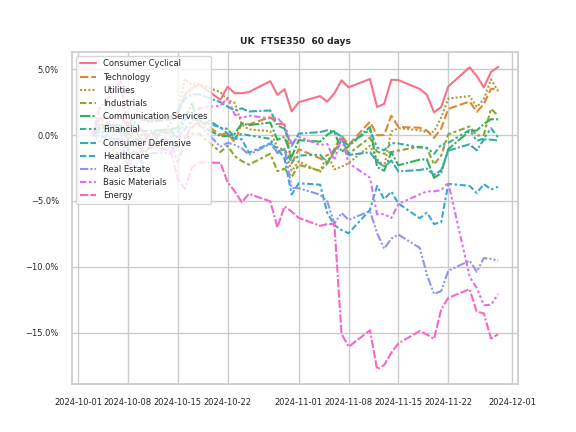 UK FTSE350 60 days
Consumer Cyclical
Technology
Utilities
Industrials
Communication Services
Financial
Consumer Defensive
Healthcare
Real Estate
Basic Materials
Energy
5.0%
0.0%
−5.0%
−10.0%
−15.0%
2024-10-01 2024-10-08 2024-10-15 2024-10-22 2024-11-01 2024-11-08 2024-11-15 2024-11-22 2024-12-01